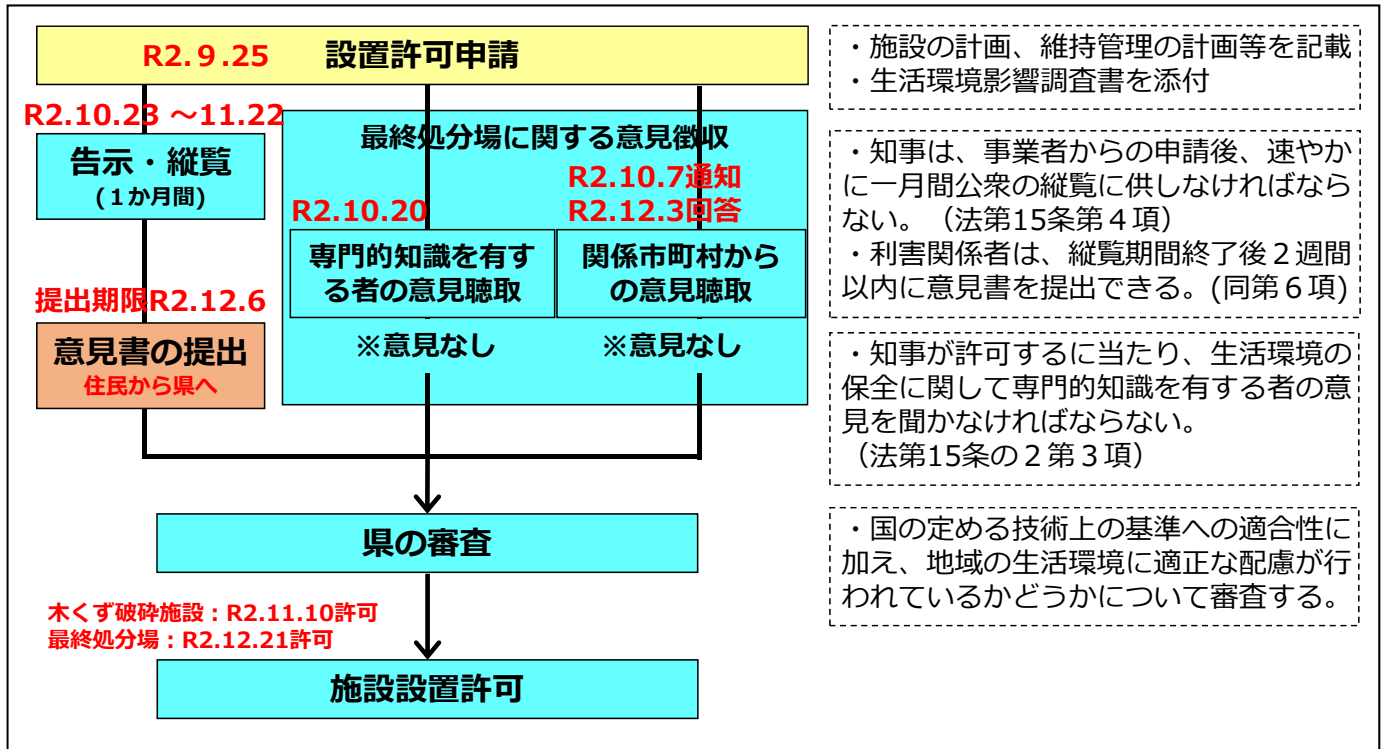 R2.9.25 設置許可申請
・施設の計画、維持管理の計画等を記載
・生活環境影響調査書を添付
R2.10.23 ～11.22
告示・縦覧
(１か月間)
最終処分場に関する意見徴収
R2.10.20
専門的知識を有す
る者の意見聴取
※意見なし
R2.10.7通知
R2.12.3回答
関係市町村から
の意見聴取
※意見なし
・知事は、事業者からの申請後、速やか
に一月間公衆の縦覧に供しなければなら
ない。（法第15条第４項）
・利害関係者は、縦覧期間終了後２週間
以内に意見書を提出できる。(同第６項)
提出期限R2.12.6
意見書の提出
住民から県へ
・知事が許可するに当たり、生活環境の
保全に関して専門的知識を有する者の意
見を聞かなければならない。
（法第15条の２第３項）
県の審査
・国の定める技術上の基準への適合性に
加え、地域の生活環境に適正な配慮が行
われているかどうかについて審査する。
木くず破砕施設：R2.11.10許可
最終処分場：R2.12.21許可
施設設置許可